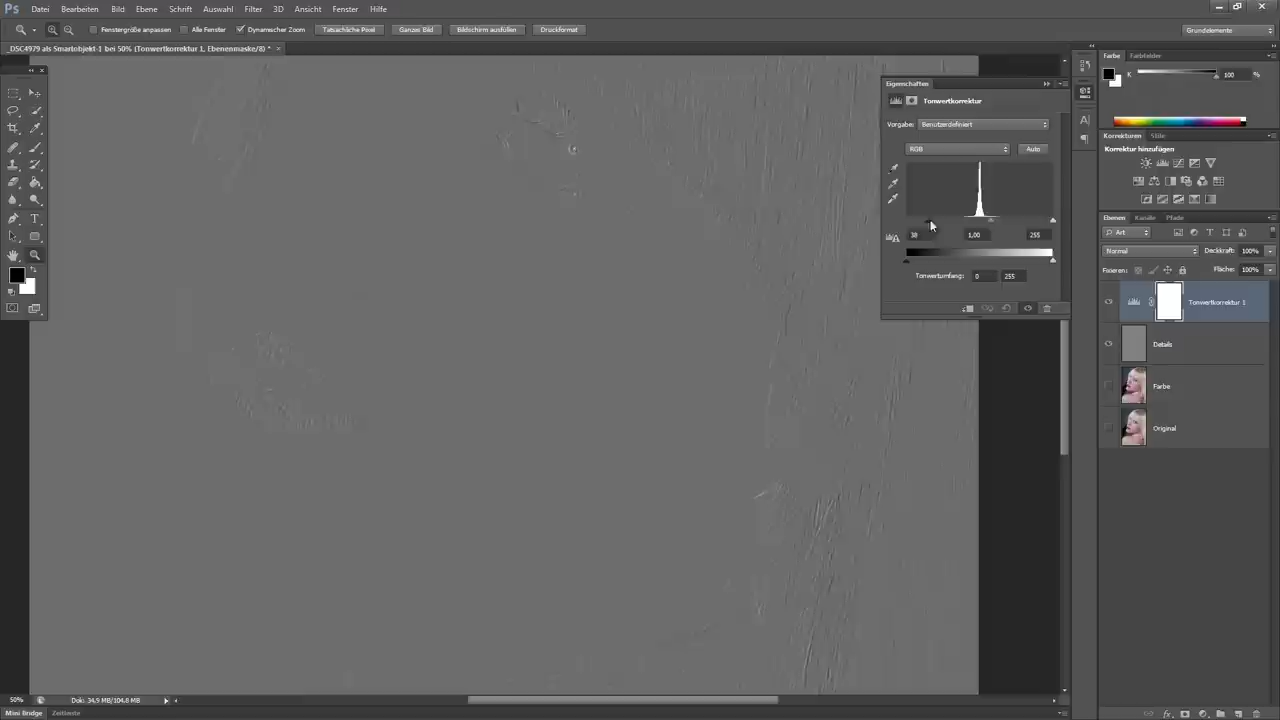 Ps Datei Bearbeiten Bild Ebene Schrift Auswahl Filter 3D Ansicht Fenster Hilfe
Fenstergröße anpassen Alle Fenster Dynamischer Zoom Tatsächliche Pixel Ganzes Bild Bildschirm ausfüllen Druckformat Grundelemente
_DSC4979 als Smartobjekt-1 bei 50% (Tonwertkorrektur 1, Ebenenmaske/8) *
Farbe Farbfelder
K 100 %
Eigenschaften
Tonwertkorrektur
Vorgabe: Benutzerdefiniert
RGB Auto
38 1,00 255
Tonwertumfang: 0 255
Korrekturen Stile
Korrektur hinzufügen
Ebenen Kanäle Pfade
Art
Normal Deckkraft: 100%
Fixieren: Fläche: 100%
Tonwertkorrektur 1
Details
Farbe
Original
50% Dok: 34,9 MB/104,8 MB
Mini Bridge Zeitleiste